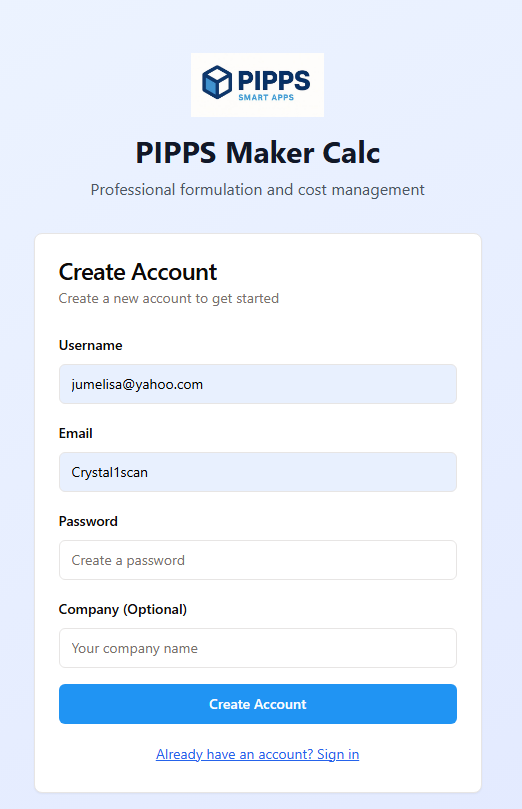 PIPPS
SMART APPS
PIPPS Maker Calc
Professional formulation and cost management
Create Account
Create a new account to get started
Username
jumelisa@yahoo.com
Email
Crystal1scan
Password
Create a password
Company (Optional)
Your company name
Create Account
Already have an account? Sign in